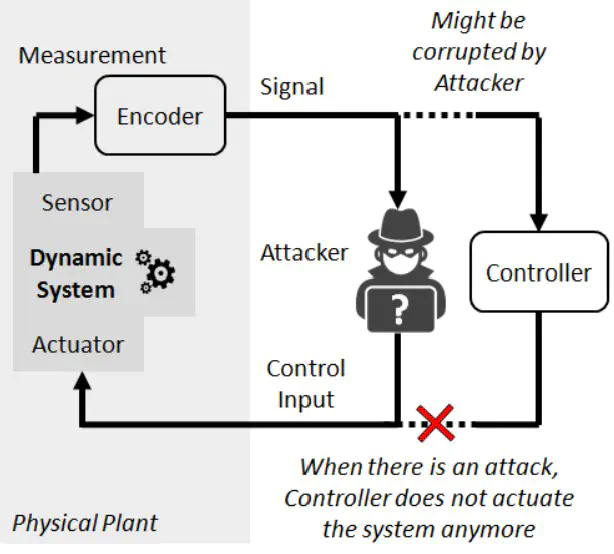 Might be
corrupted by
Attacker
Measurement
Signal
Encoder
Sensor
Dynamic
System
Actuator
Attacker
?
Controller
Control
Input
When there is an attack,
Controller does not actuate
the system anymore
Physical Plant